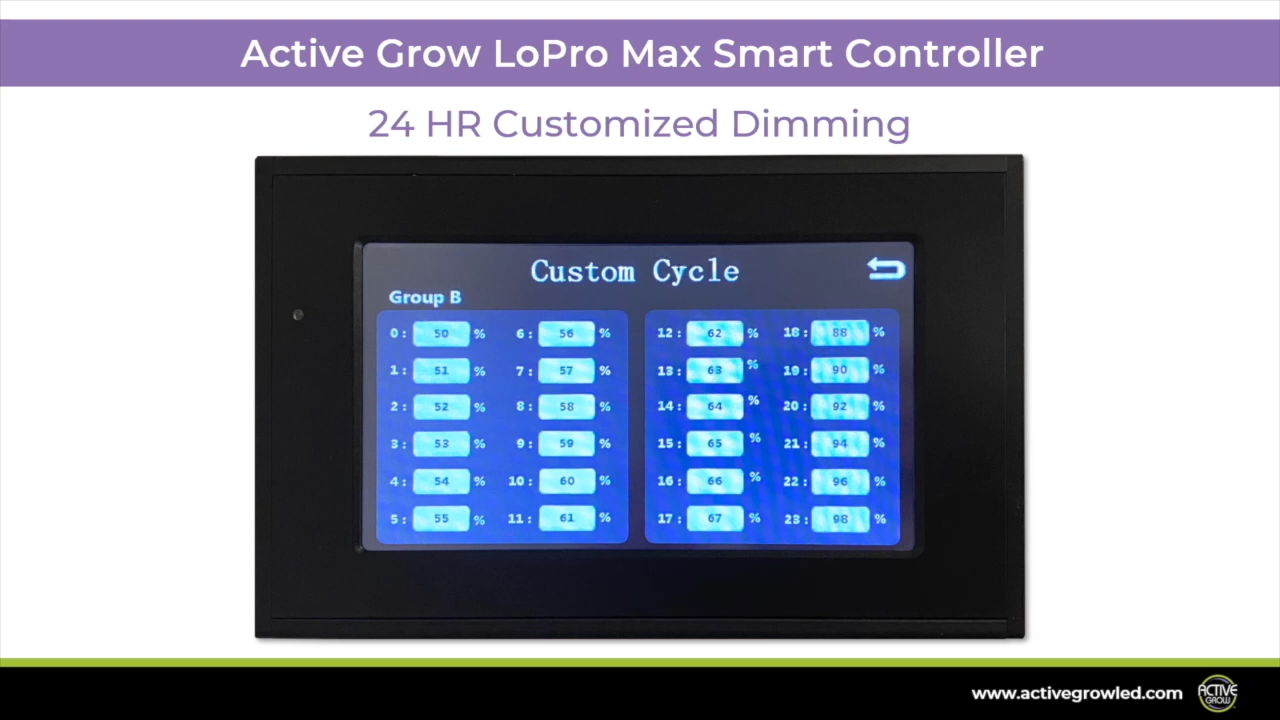 Active Grow LoPro Max Smart Controller
24 HR Customized Dimming
Custom Cycle
Group B
0 : 50 % 6 : 56 % 12 : 62 % 18 : 88 %
1 : 51 % 7 : 57 % 13 : 63 % 19 : 90 %
2 : 52 % 8 : 58 % 14 : 64 % 20 : 92 %
3 : 53 % 9 : 59 % 15 : 65 % 21 : 94 %
4 : 54 % 10 : 60 % 16 : 66 % 22 : 96 %
5 : 55 % 11 : 61 % 17 : 67 % 23 : 98 %
www.activegrowled.com
ACTIVE
GROW